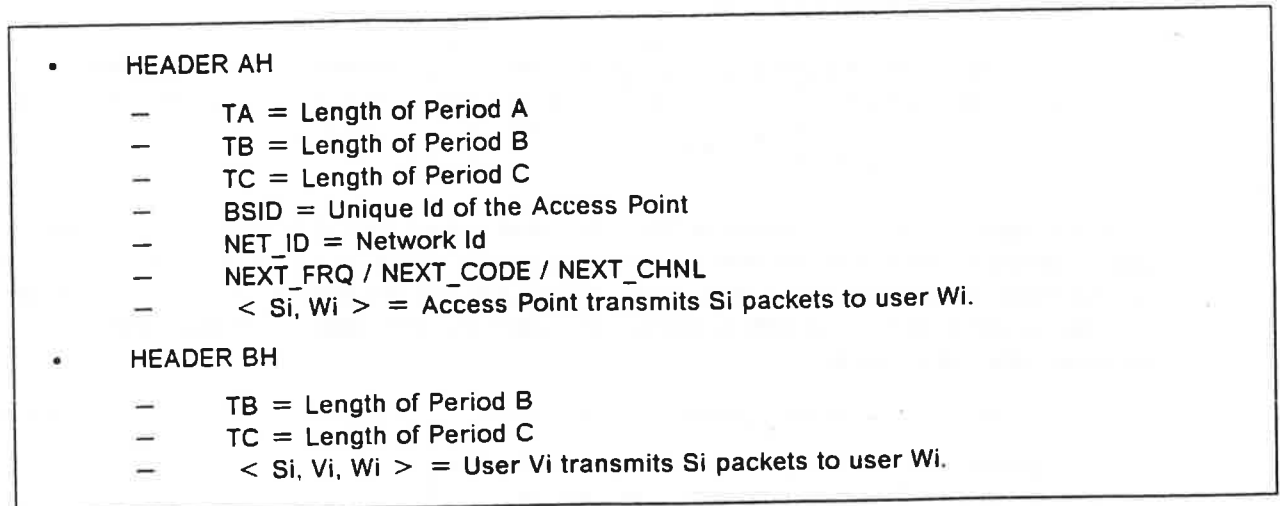 • HEADER AH
— TA = Length of Period A
— TB = Length of Period B
— TC = Length of Period C
— BSID = Unique Id of the Access Point
— NET_ID = Network Id
— NEXT_FRQ / NEXT_CODE / NEXT_CHNL
— < Si, Wi > = Access Point transmits Si packets to user Wi.
• HEADER BH
— TB = Length of Period B
— TC = Length of Period C
— < Si, Vi, Wi > = User Vi transmits Si packets to user Wi.